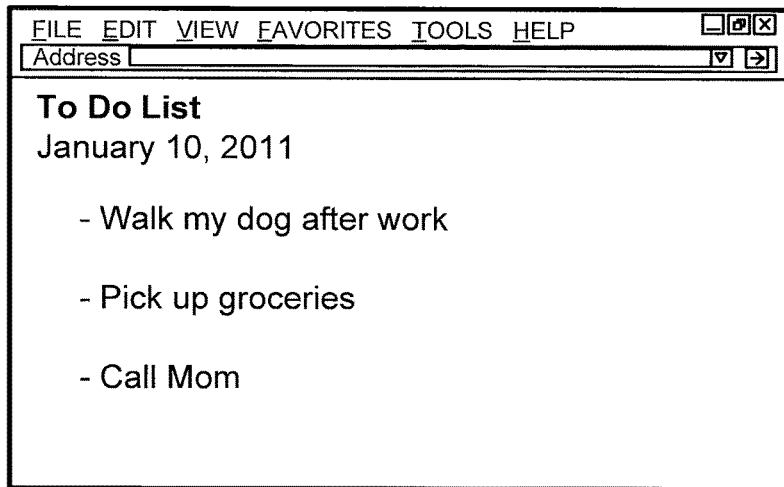 FILE EDIT VIEW FAVORITES TOOLS HELP
Address
To Do List
January 10, 2011
- Walk my dog after work
- Pick up groceries
- Call Mom